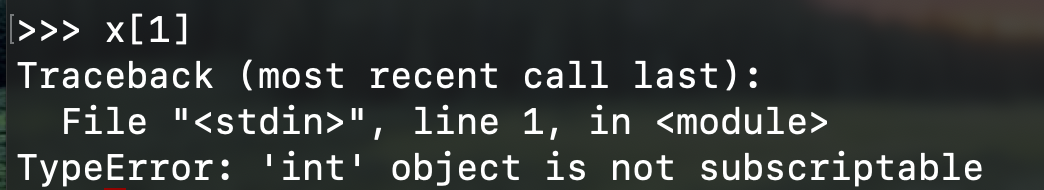 >>> x[1]
Traceback (most recent call last):
  File "<stdin>", line 1, in <module>
TypeError: 'int' object is not subscriptable